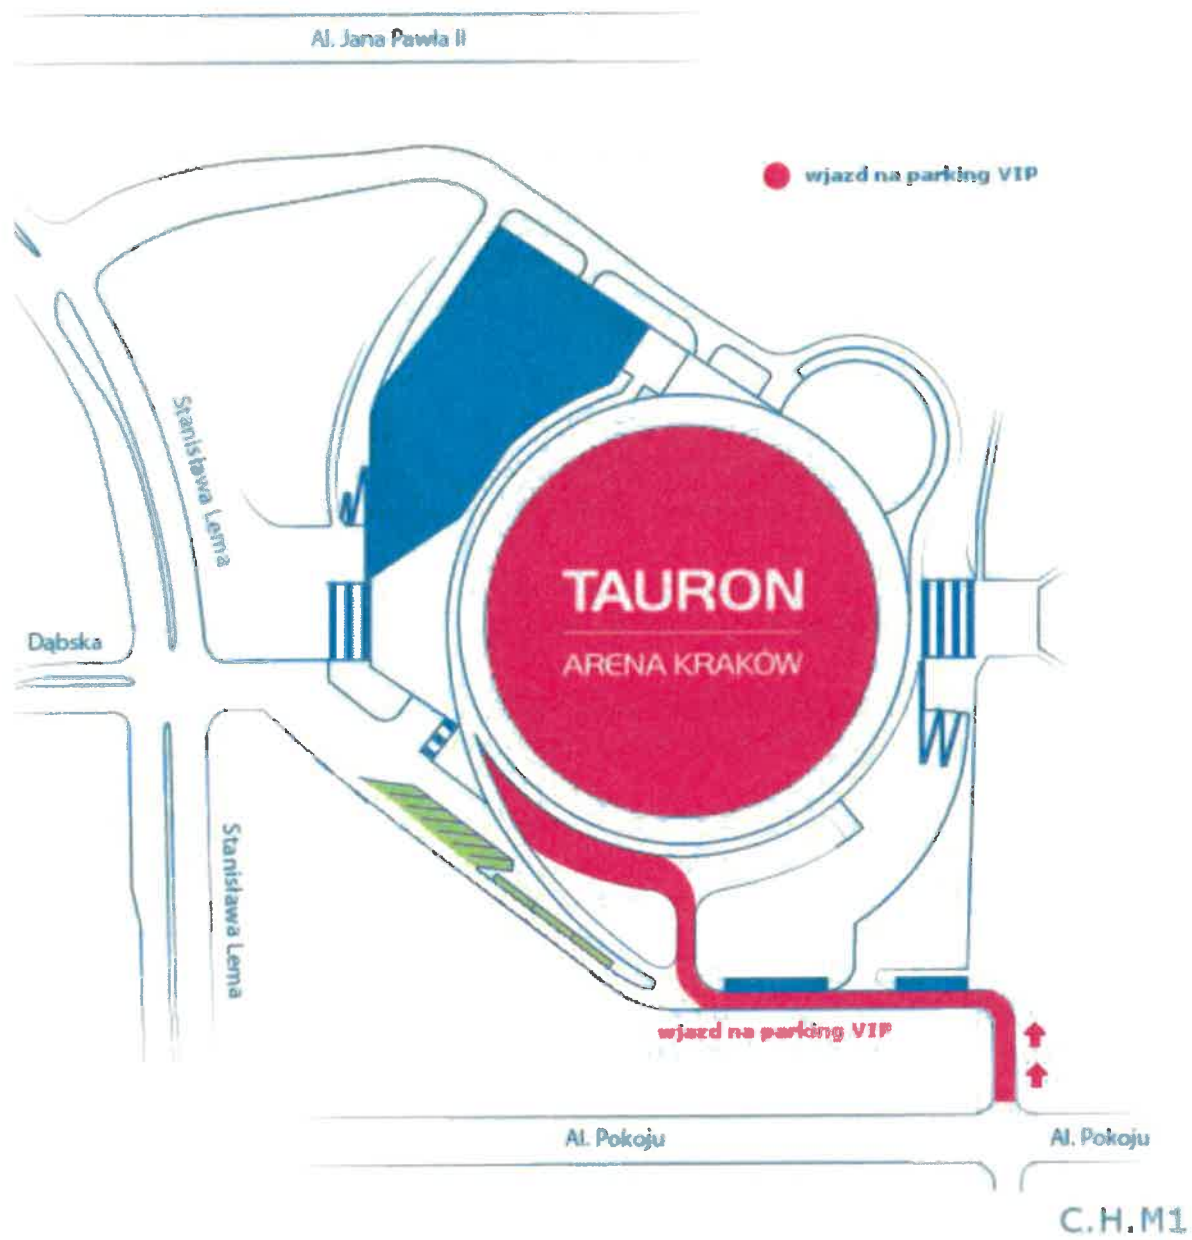 Al. Jana Pawła II
wjazd na parking VIP
Stanisława Lema
TAURON
ARENA KRAKÓW
Dąbska
Stanisława Lema
wjazd na parking VIP
Al. Pokoju
Al. Pokoju
C.H.M1